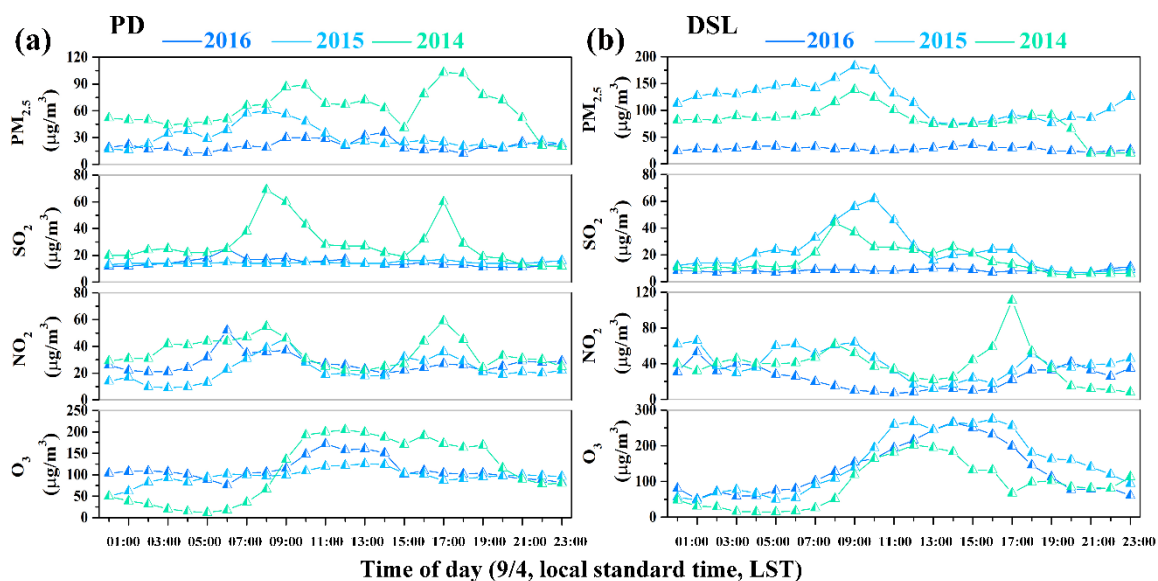 (a) PD
2016 2015 2014
PM2.5 (μg/m3)
120
90
60
30
0
SO2 (μg/m3)
80
60
40
20
0
NO2 (μg/m3)
80
60
40
20
0
O3 (μg/m3)
250
200
150
100
50
0
01:00 03:00 05:00 07:00 09:00 11:00 13:00 15:00 17:00 19:00 21:00 23:00
(b) DSL
2016 2015 2014
PM2.5 (μg/m3)
200
150
100
50
0
SO2 (μg/m3)
80
60
40
20
0
NO2 (μg/m3)
120
80
40
0
O3 (μg/m3)
300
200
100
0
01:00 03:00 05:00 07:00 09:00 11:00 13:00 15:00 17:00 19:00 21:00 23:00
Time of day (9/4, local standard time, LST)